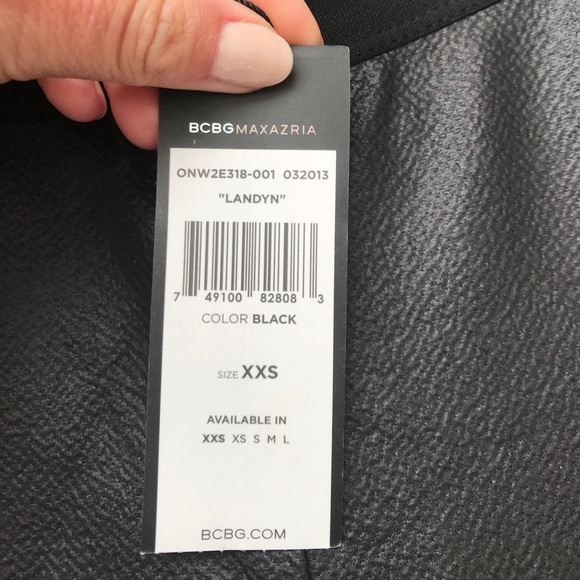 BCBGMAXAZRIA
ONW2E318-001 032013
"LANDYN"
7 49100 82808 3
COLOR BLACK
SIZE XXS
AVAILABLE IN
XXS XS S M L
BCBG.COM